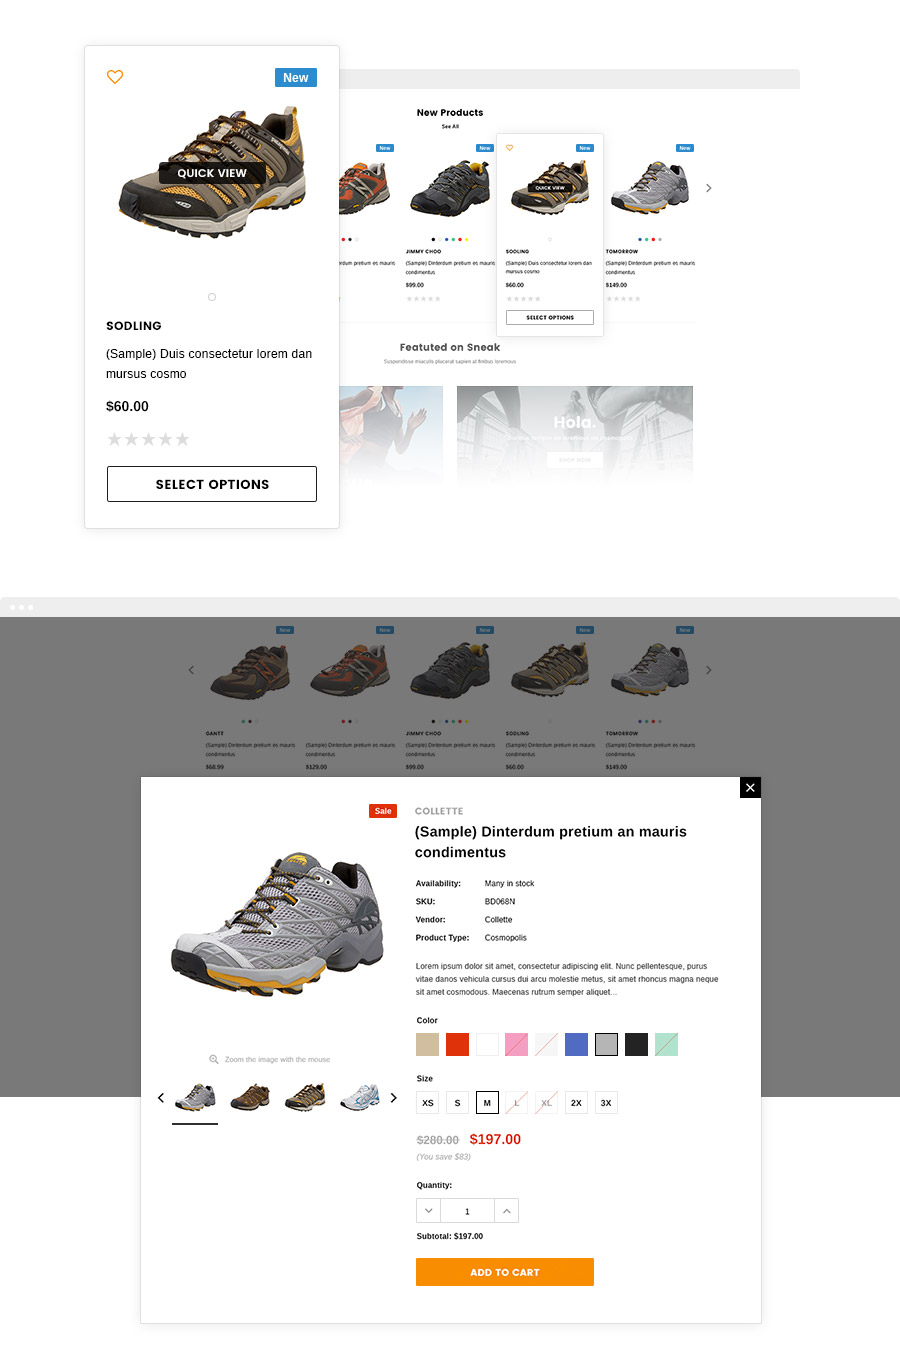 New
QUICK VIEW
SODLING
(Sample) Duis consectetur lorem dan
mursus cosmo
$60.00
SELECT OPTIONS
New Products
See All
New
New
New
New
QUICK VIEW
JIMMY CHOO
(Sample) Dinterdum pretium es mauris
condimentus
$99.00
SODLING
(Sample) Duis consectetur lorem dan
mursus cosmo
$60.00
SELECT OPTIONS
TOMORROW
(Sample) Dinterdum pretium es mauris
condimentus
$149.00
Featuted on Sneak
Suspendisse miaculis placerat sapien at finibus loremous
Hola.
SHOP NOW
New
New
New
New
New
GANTE
(Sample) Dinterdum pretium es mauris
condimentus
$68.99
(Sample) Dinterdum pretium es mauris
condimentus
$129.00
JIMMY CHOO
(Sample) Dinterdum pretium es mauris
condimentus
$99.00
SODLING
(Sample) Dinterdum pretium es mauris
condimentus
$60.00
TOMORROW
(Sample) Dinterdum pretium es mauris
condimentus
$149.00
Sale
COLLETTE
(Sample) Dinterdum pretium an mauris
condimentus
Availability: Many in stock
SKU: BD068N
Vendor: Collette
Product Type: Cosmopolis
Lorem ipsum dolor sit amet, consectetur adipiscing elit. Nunc pellentesque, purus
vitae danos vehicula cursus dui arcu molestie metus, sit amet rhoncus magna neque
sit amet cosmodous. Maecenas rutrum semper aliquet...
Color
Zoom the image with the mouse
Size
XS S M L XL 2X 3X
$280.00 $197.00
(You save $83)
Quantity:
1
Subtotal: $197.00
ADD TO CART